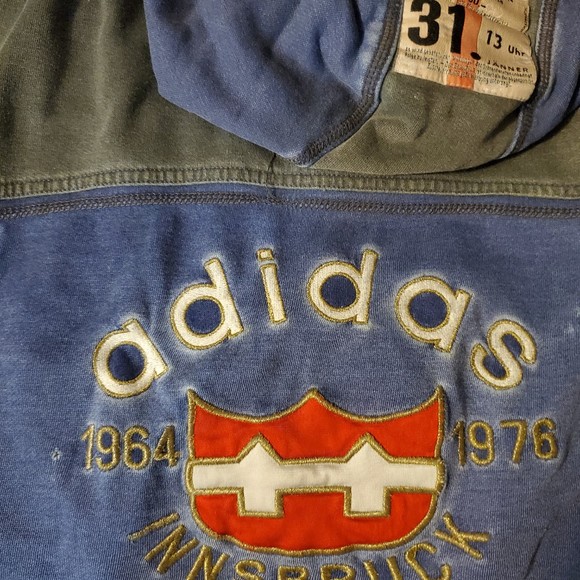 31. 13 Uhr
JÄNNER
adidas
1964 1976
INNSBRUCK